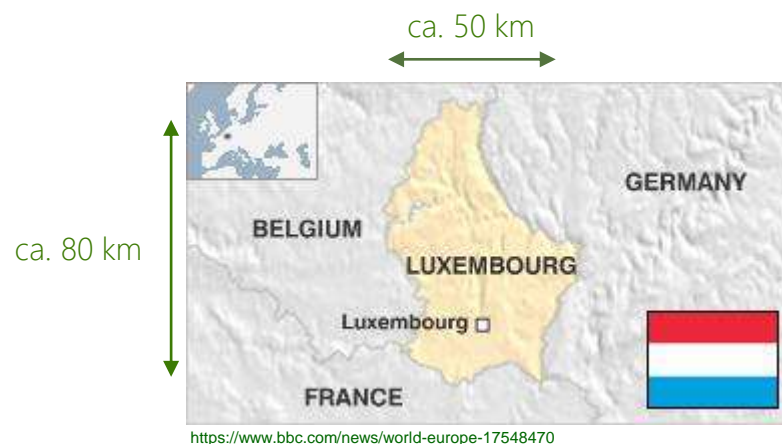 ca. 50 km
GERMANY
BELGIUM
ca. 80 km
LUXEMBOURG
Luxembourg
FRANCE
https://www.bbc.com/news/world-europe-17548470